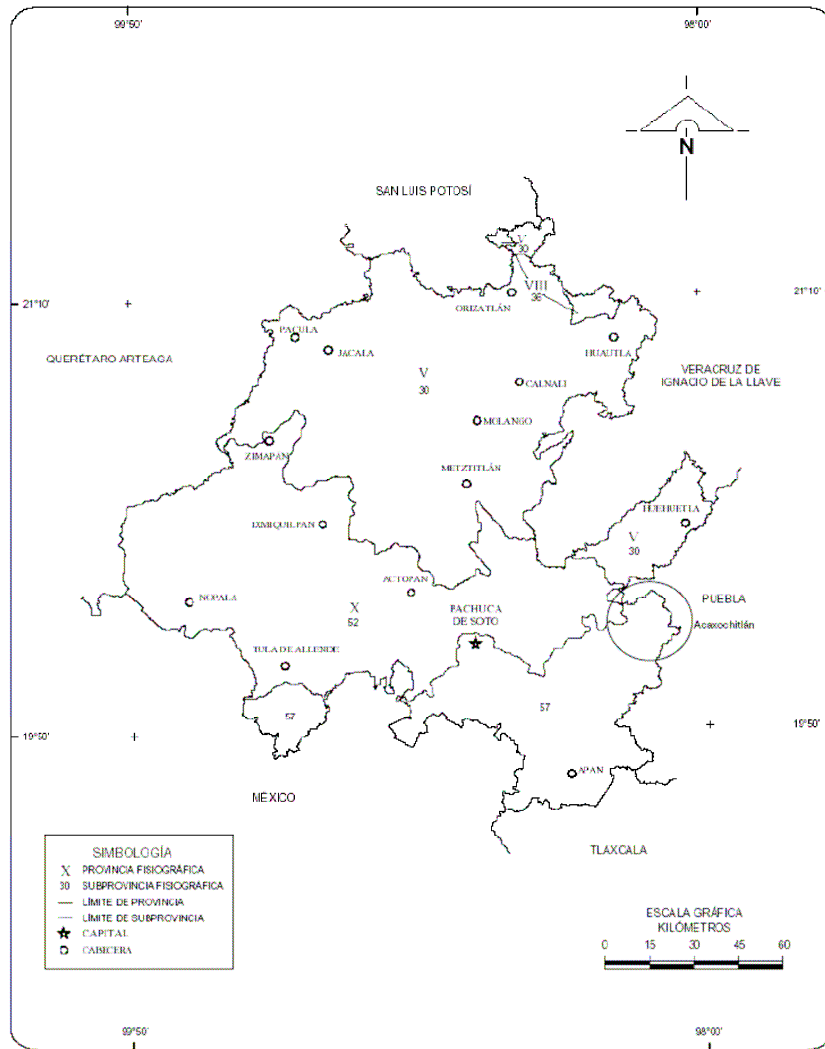 99°50'
98°00'
N
SAN LUIS POTOSÍ
V
30
VIII
36
21°10'
21°10'
ORIZATLÁN
PACULA
JACALA
HUAUTLA
QUERÉTARO ARTEAGA
VERACRUZ DE
IGNACIO DE LA LLAVE
V
30
CALNALI
MOLANGO
ZIMAPÁN
METZTITLÁN
HUEHUETLA
IXMIQUILPAN
V
30
ACTOPAN
NOPALA
X
52
PACHUCA
DE SOTO
PUEBLA
Acaxochitlán
TULA DE ALLENDE
57
57
19°50'
19°50'
APAN
MÉXICO
TLAXCALA
SIMBOLOGÍA
X PROVINCIA FISIOGRÁFICA
30 SUBPROVINCIA FISIOGRÁFICA
LÍMITE DE PROVINCIA
LÍMITE DE SUBPROVINCIA
CAPITAL
CABECERA
ESCALA GRÁFICA
KILÓMETROS
0 15 30 45 60
99°50'
98°00'